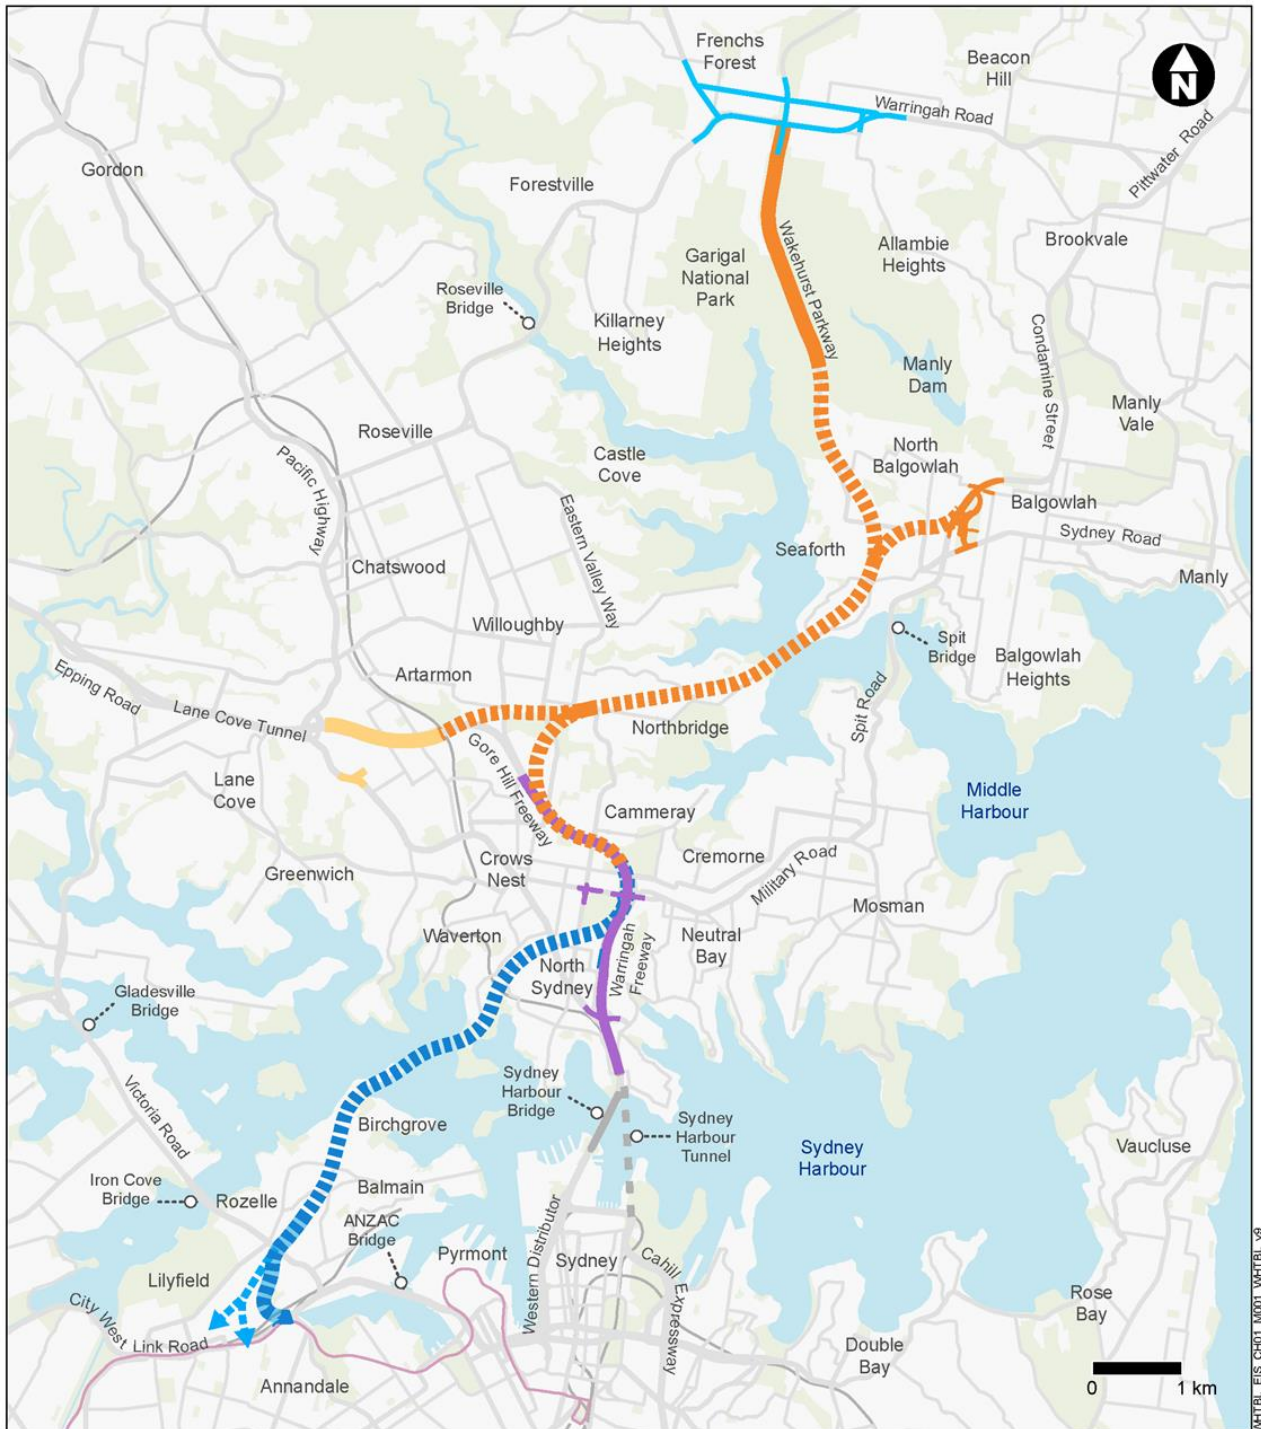 Frenchs
Forest
Beacon
Hill
N
Warringah Road
Pittwater Road
Gordon
Forestville
Wakehurst Parkway
Allambie
Heights
Brookvale
Garigal
National
Park
Roseville
Bridge
Killarney
Heights
Condamine Street
Manly
Dam
Manly
Vale
Roseville
North
Balgowlah
Castle
Cove
Pacific Highway
Eastern Valley Way
Balgowlah
Sydney Road
Seaforth
Chatswood
Manly
Willoughby
Spit
Bridge
Balgowlah
Heights
Artarmon
Epping Road
Lane Cove Tunnel
Spit Road
Northbridge
Gore Hill Freeway
Lane
Cove
Middle
Harbour
Cammeray
Crows
Nest
Cremorne
Military Road
Greenwich
Mosman
Waverton
Neutral
Bay
Warringah
Freeway
North
Sydney
Gladesville
Bridge
Victoria Road
Sydney
Harbour
Bridge
Sydney
Harbour
Tunnel
Birchgrove
Sydney
Harbour
Vaucluse
Iron Cove
Bridge
Rozelle
Balmain
ANZAC
Bridge
Pyrmont
Western Distributor
Sydney
Cahill Expressway
Lilyfield
City West
Link Road
Rose
Bay
Double
Bay
Annandale
0 1 km
WHTBL_EIS_CH01_M001_WHTBL_v9